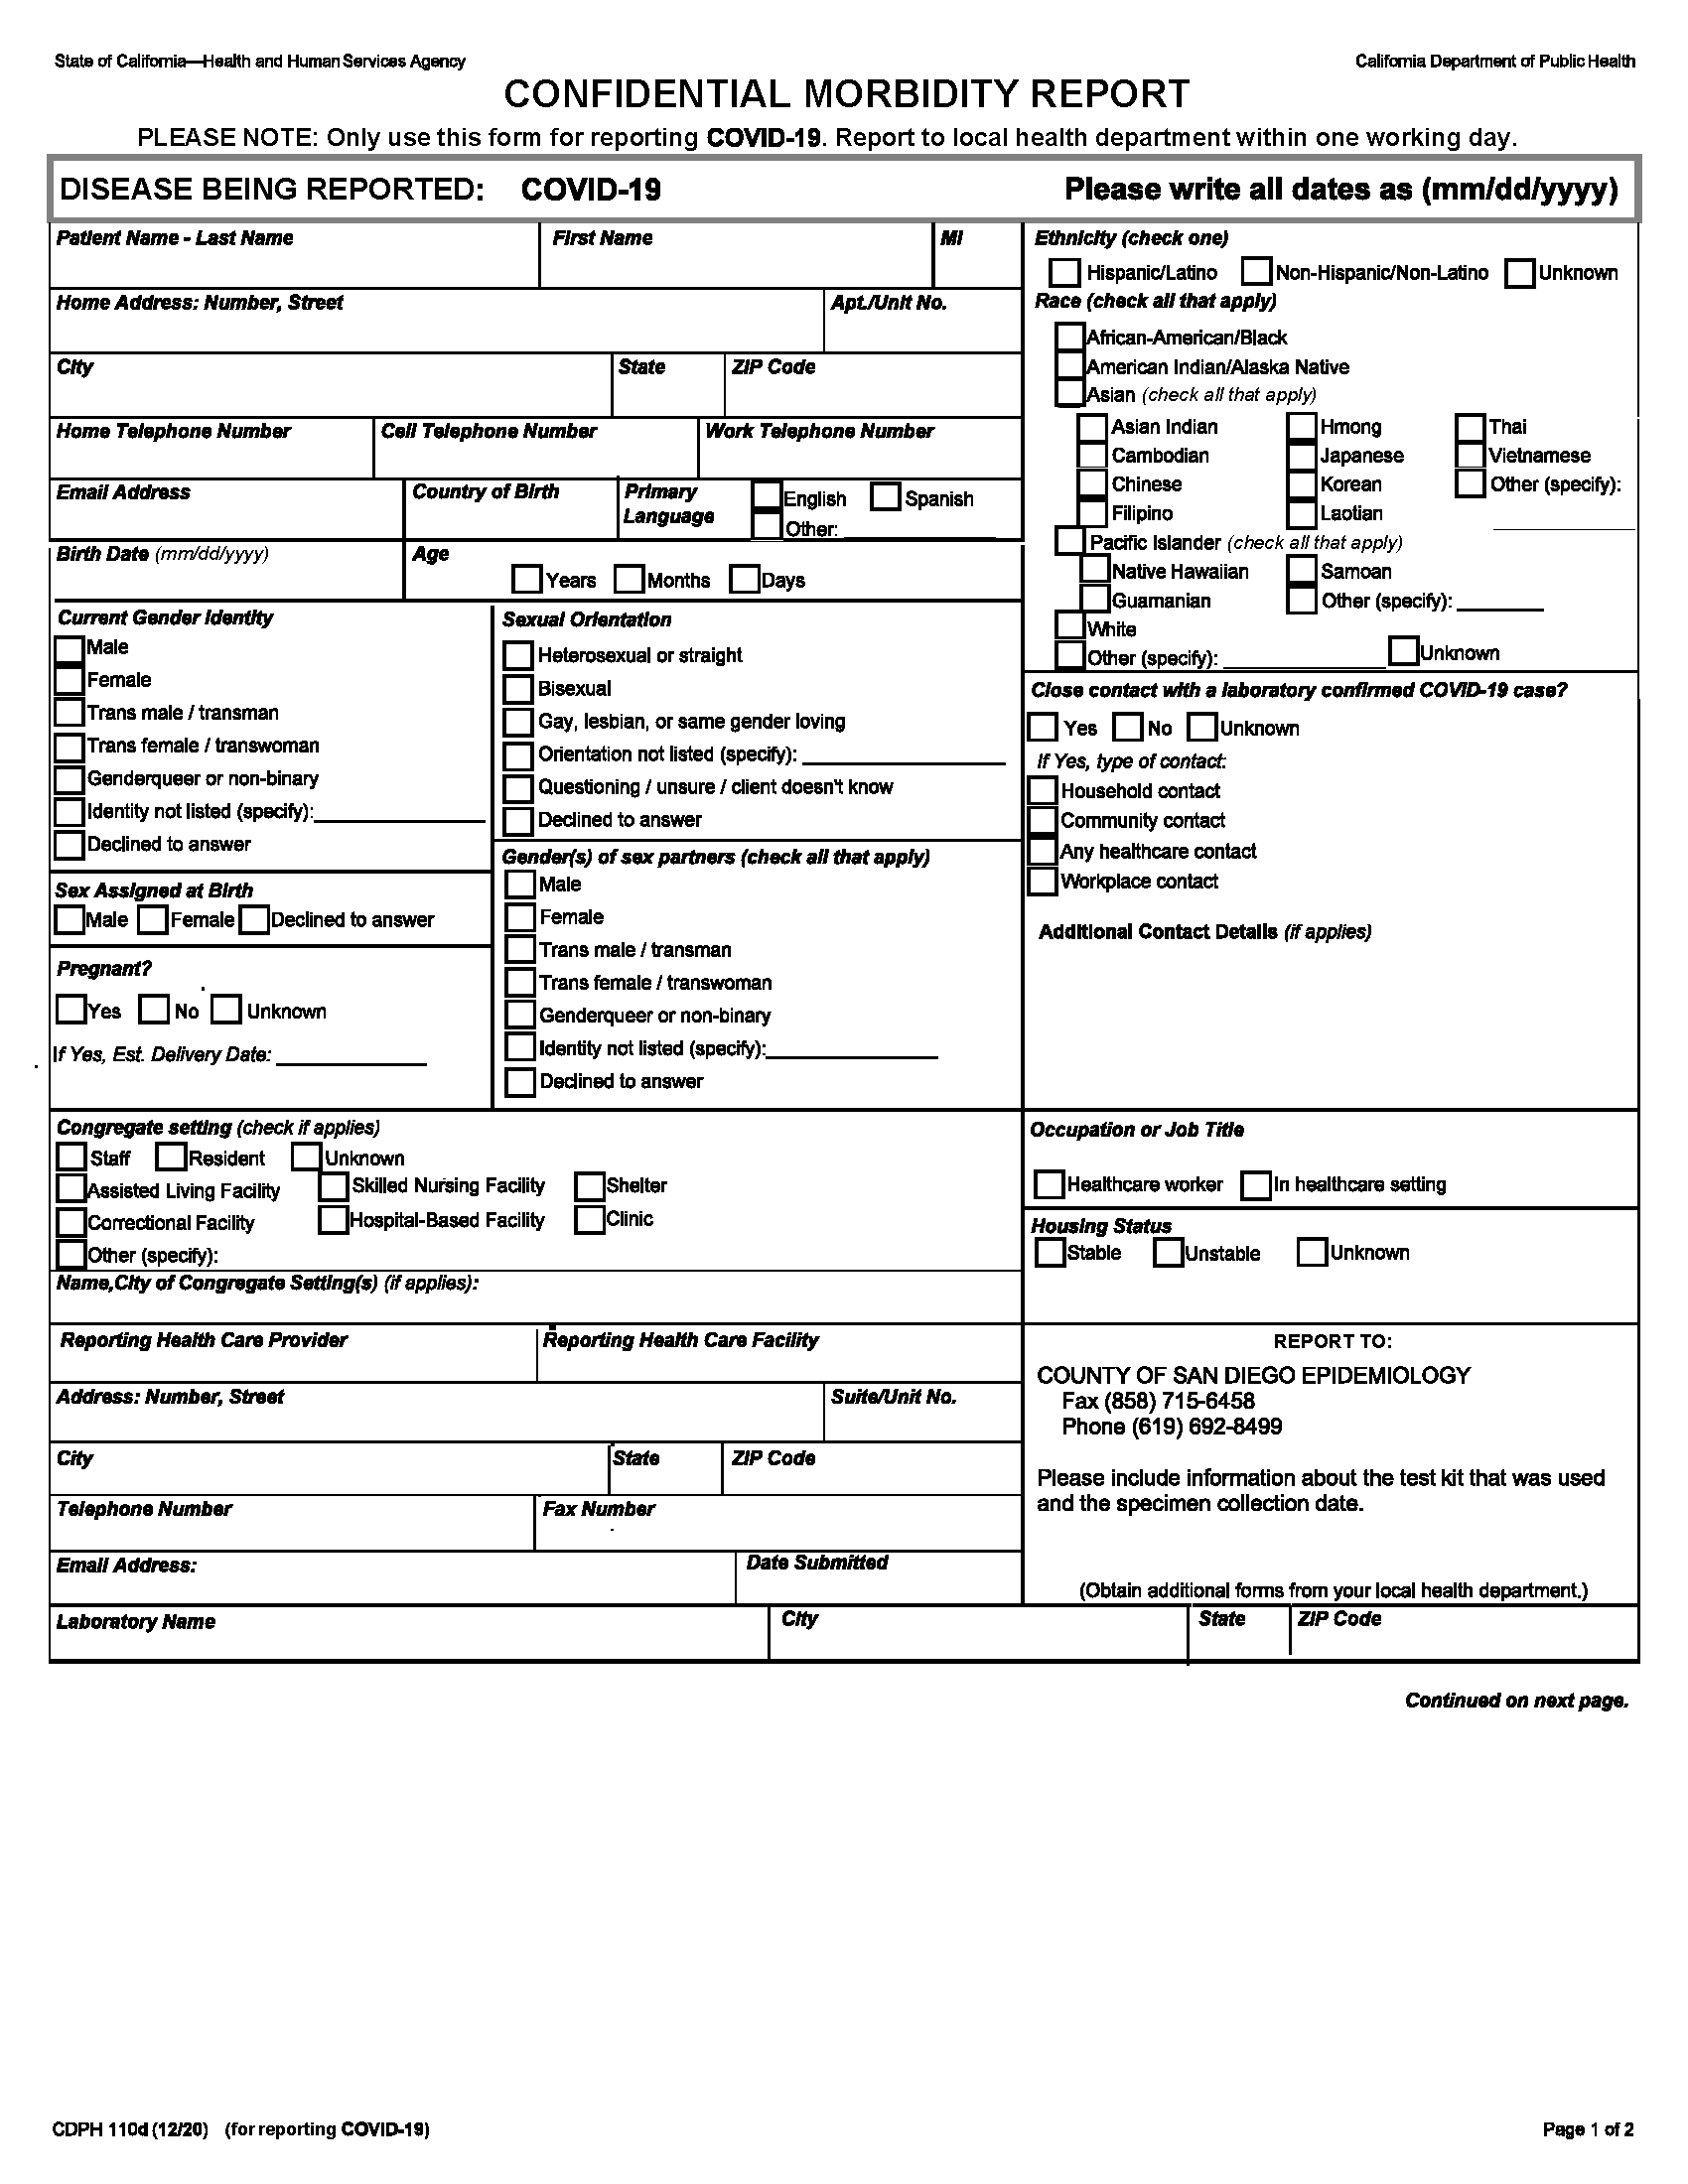 State of California—Health and Human Services Agency
California Department of Public Health
CONFIDENTIAL MORBIDITY REPORT
PLEASE NOTE: Only use this form for reporting COVID-19. Report to local health department within one working day.
DISEASE BEING REPORTED: COVID-19
Please write all dates as (mm/dd/yyyy)
Patient Name - Last Name
First Name
MI
Home Address: Number, Street
Apt./Unit No.
City
State
ZIP Code
Home Telephone Number
Cell Telephone Number
Work Telephone Number
Email Address
Country of Birth
Primary
Language
English
Spanish
Other:
Birth Date (mm/dd/yyyy)
Age
Years
Months
Days
Current Gender Identity
Male
Female
Trans male / transman
Trans female / transwoman
Genderqueer or non-binary
Identity not listed (specify):
Declined to answer
Sex Assigned at Birth
Male
Female
Declined to answer
Pregnant?
Yes
No
Unknown
If Yes, Est. Delivery Date:
Sexual Orientation
Heterosexual or straight
Bisexual
Gay, lesbian, or same gender loving
Orientation not listed (specify):
Questioning / unsure / client doesn't know
Declined to answer
Gender(s) of sex partners (check all that apply)
Male
Female
Trans male / transman
Trans female / transwoman
Genderqueer or non-binary
Identity not listed (specify):
Declined to answer
Ethnicity (check one)
Hispanic/Latino
Non-Hispanic/Non-Latino
Unknown
Race (check all that apply)
African-American/Black
American Indian/Alaska Native
Asian (check all that apply)
Asian Indian
Hmong
Thai
Cambodian
Japanese
Vietnamese
Chinese
Korean
Other (specify):
Filipino
Laotian
Pacific Islander (check all that apply)
Native Hawaiian
Samoan
Guamanian
Other (specify):
White
Other (specify):
Unknown
Close contact with a laboratory confirmed COVID-19 case?
Yes
No
Unknown
If Yes, type of contact:
Household contact
Community contact
Any healthcare contact
Workplace contact
Additional Contact Details (if applies)
Congregate setting (check if applies)
Staff
Resident
Unknown
Assisted Living Facility
Skilled Nursing Facility
Shelter
Correctional Facility
Hospital-Based Facility
Clinic
Other (specify):
Name,City of Congregate Setting(s) (if applies):
Occupation or Job Title
Healthcare worker
In healthcare setting
Housing Status
Stable
Unstable
Unknown
Reporting Health Care Provider
Reporting Health Care Facility
Address: Number, Street
Suite/Unit No.
City
State
ZIP Code
Telephone Number
Fax Number
Email Address:
Date Submitted
REPORT TO:
COUNTY OF SAN DIEGO EPIDEMIOLOGY
Fax (858) 715-6458
Phone (619) 692-8499
Please include information about the test kit that was used
and the specimen collection date.
(Obtain additional forms from your local health department.)
Laboratory Name
City
State
ZIP Code
Continued on next page.
CDPH 110d (12/20) (for reporting COVID-19)
Page 1 of 2